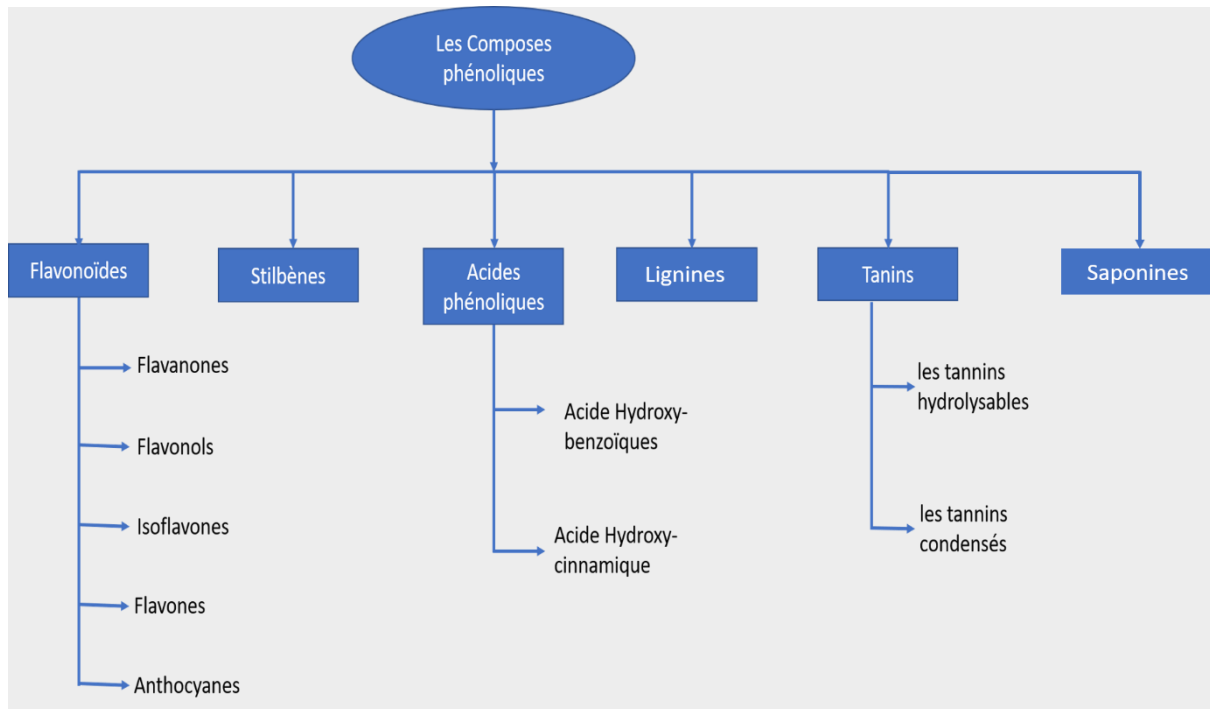 Les Composes
phénoliques
Flavonoïdes
Stilbènes
Acides
phénoliques
Lignines
Tanins
Saponines
Flavanones
Flavonols
Isoflavones
Flavones
Anthocyanes
Acide Hydroxy-
benzoïques
Acide Hydroxy-
cinnamique
les tannins
hydrolysables
les tannins
condensés